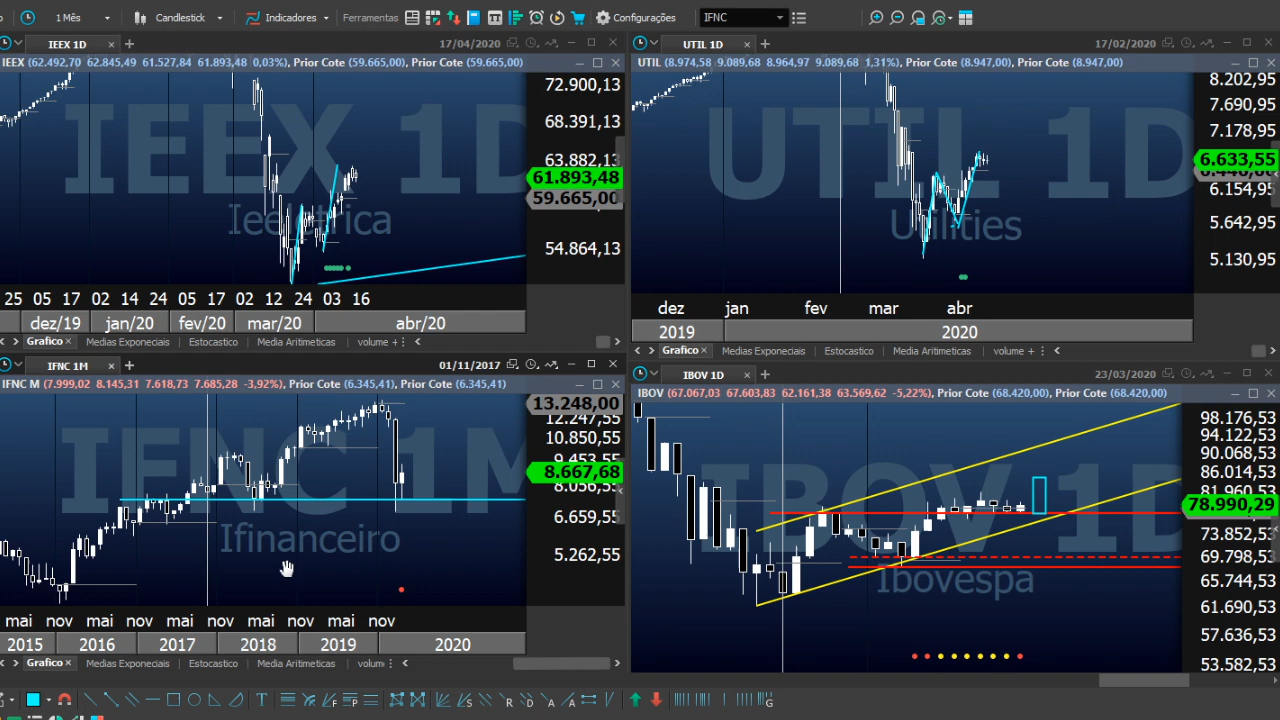 1 Mês Candlestick Indicadores Ferramentas Configurações IFNC
IEEX 1D 17/04/2020
IEEX (62.492,70 62.845,49 61.527,84 61.893,48 0,03%), Prior Cote (59.665,00), Prior Cote (59.665,00)
IEEX 1D
Ieeletrica
72.900,13
68.391,13
63.882,13
61.893,48
59.665,00
54.864,13
25 05 17 02 14 24 05 17 02 12 24 03 16
dez/19 jan/20 fev/20 mar/20 abr/20
Grafico Medias Exponenciais Estocastico Media Aritimeticas volume +
UTIL 1D 17/02/2020
UTIL (8.974,58 9.089,68 8.964,97 9.089,68 1,31%), Prior Cote (8.947,00), Prior Cote (8.947,00)
UTIL 1D
Utilities
8.202,95
7.690,95
7.178,95
6.633,55
6.154,95
5.642,95
5.130,95
dez jan fev mar abr
2019 2020
Grafico Medias Exponeciais Estocastico Media Aritimeticas volume +
IFNC 1M 01/11/2017
IFNC M (7.999,02 8.145,31 7.618,73 7.685,28 -3,92%), Prior Cote (6.345,41), Prior Cote (6.345,41)
IFNC 1M
Ifinanceiro
13.248,00
12.247,55
10.850,55
9.453,55
8.667,68
8.056,55
6.659,55
5.262,55
mai nov mai nov mai nov mai nov mai nov
2015 2016 2017 2018 2019 2020
Grafico Medias Exponeciais Estocastico Media Aritimeticas volume
IBOV 1D 23/03/2020
IBOV (67.067,03 67.603,83 62.161,38 63.569,62 -5,22%), Prior Cote (68.420,00), Prior Cote (68.420,00)
IBOV 1D
Ibovespa
98.176,53
94.122,53
90.068,53
86.014,53
81.960,53
78.990,29
73.852,53
69.798,53
65.744,53
61.690,53
57.636,53
53.582,53